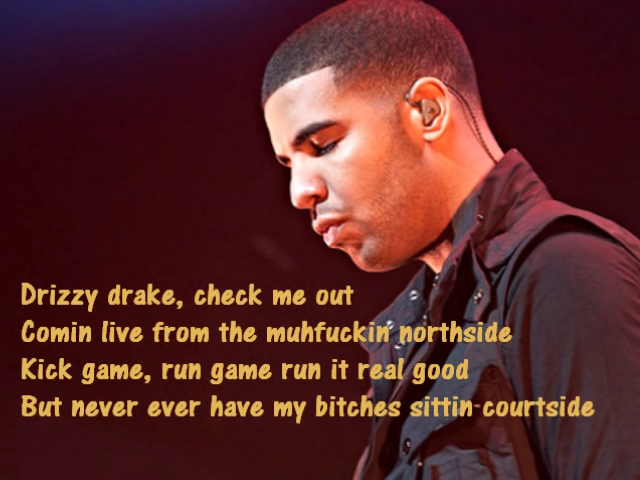 Drizzy drake, check me out
Comin live from the muhfuckin northside
Kick game, run game run it real good
But never ever have my bitches sittin courtside